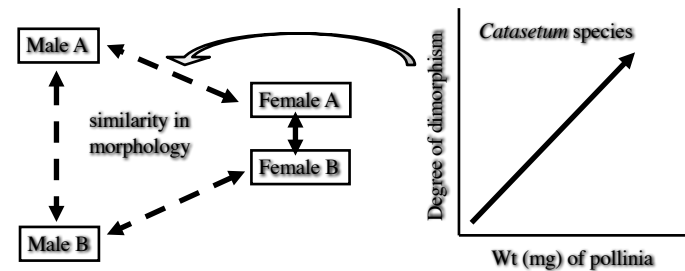 Male A
Female A
similarity in
morphology
Female B
Male B
Catasetum species
Degree of dimorphism
Wt (mg) of pollinia